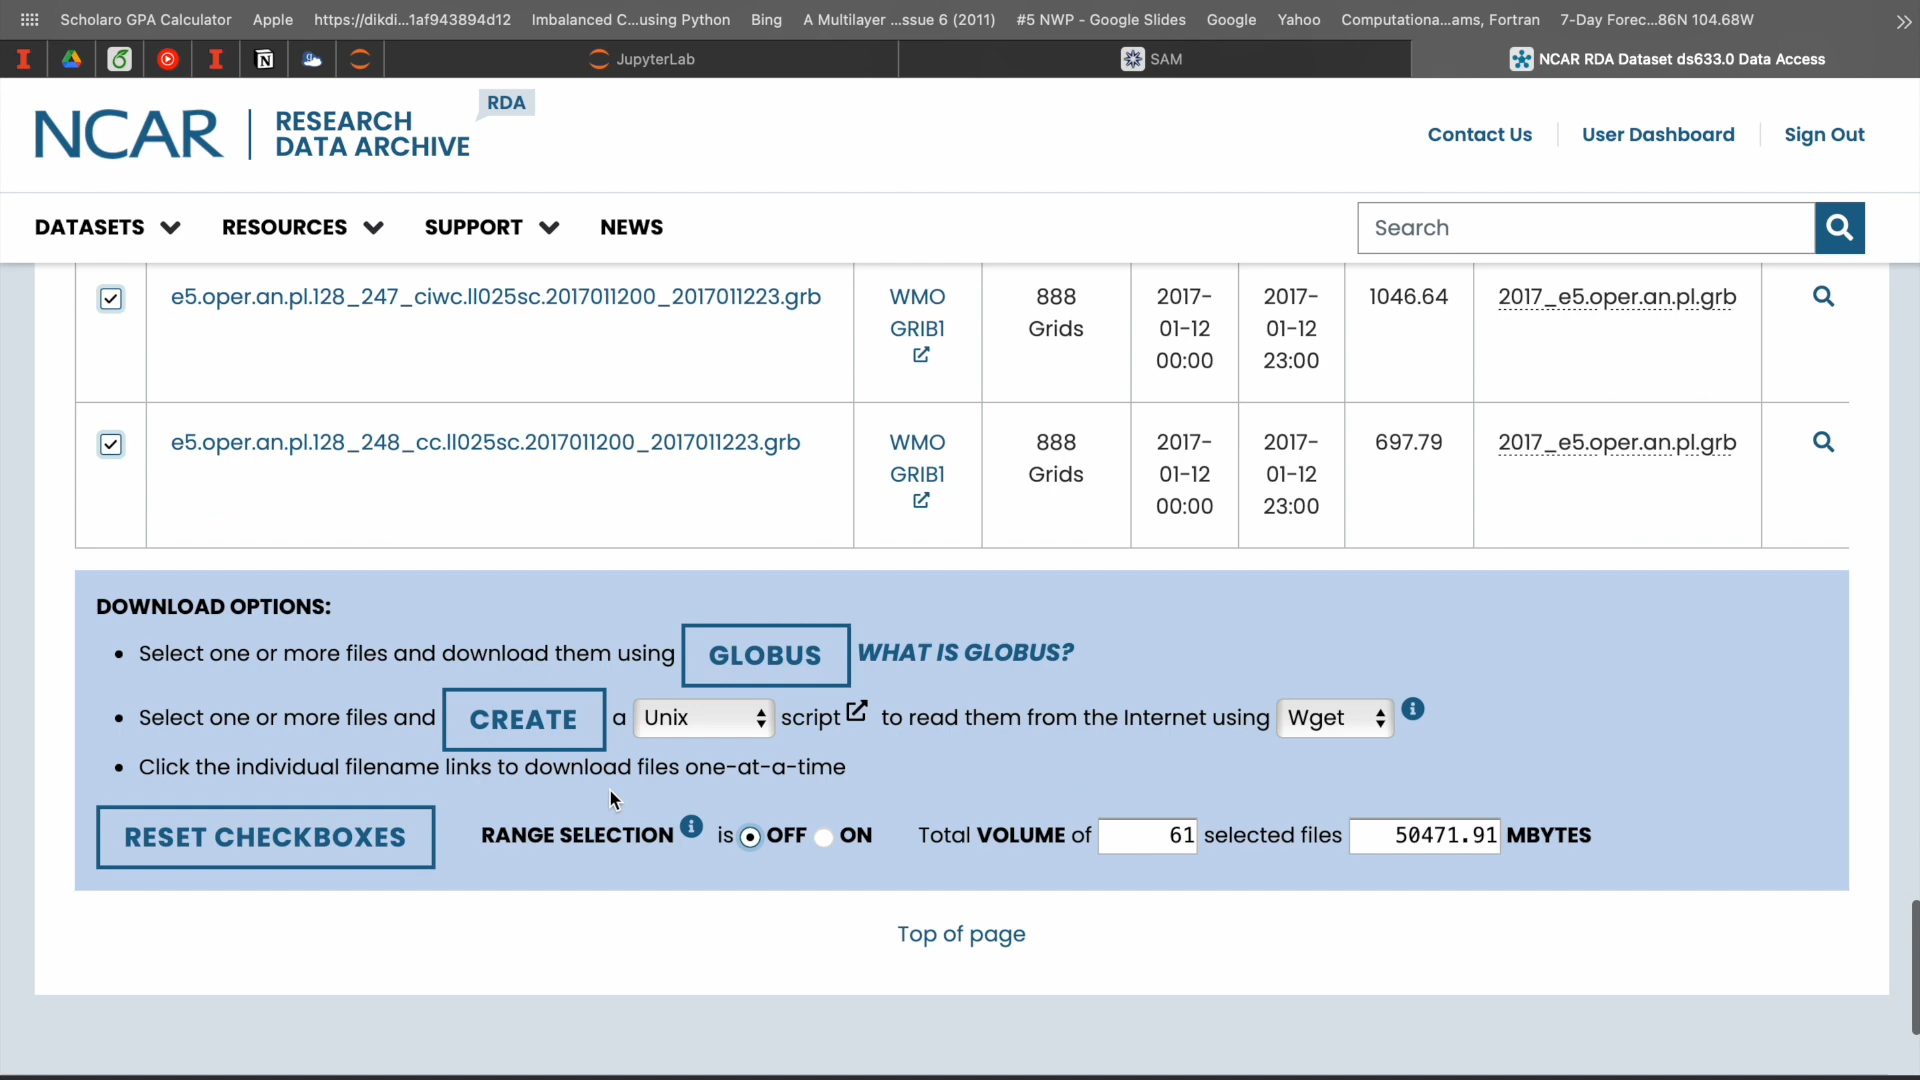 Scholaro GPA Calculator Apple https://dikdi...1af943894d12 Imbalanced C...using Python Bing A Multilayer ...ssue 6 (2011) #5 NWP - Google Slides Google Yahoo Computationa...ams, Fortran 7-Day Forec...86N 104.68W
JupyterLab SAM NCAR RDA Dataset ds633.0 Data Access
RDA
NCAR RESEARCH
DATA ARCHIVE
Contact Us User Dashboard Sign Out
DATASETS RESOURCES SUPPORT NEWS Search
e5.oper.an.pl.128_247_ciwc.ll025sc.2017011200_2017011223.grb WMO 888 2017- 2017- 1046.64 2017_e5.oper.an.pl.grb
GRIB1 Grids 01-12 01-12
00:00 23:00
e5.oper.an.pl.128_248_cc.ll025sc.2017011200_2017011223.grb WMO 888 2017- 2017- 697.79 2017_e5.oper.an.pl.grb
GRIB1 Grids 01-12 01-12
00:00 23:00
DOWNLOAD OPTIONS:
• Select one or more files and download them using GLOBUS WHAT IS GLOBUS?
• Select one or more files and CREATE a Unix script to read them from the Internet using Wget
• Click the individual filename links to download files one-at-a-time
RESET CHECKBOXES RANGE SELECTION is OFF ON Total VOLUME of 61 selected files 50471.91 MBYTES
Top of page